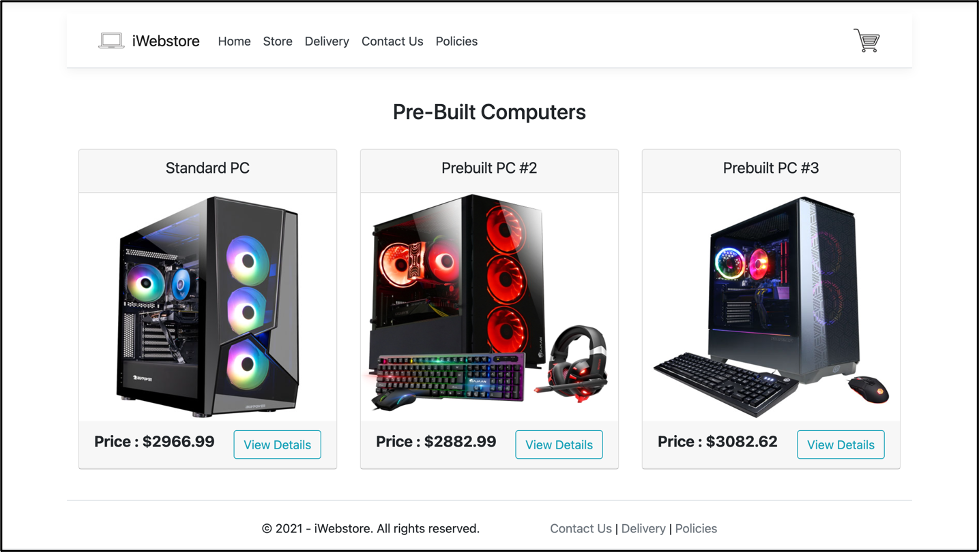 iWebstore Home Store Delivery Contact Us Policies
Pre-Built Computers
Standard PC
Prebuilt PC #2
Prebuilt PC #3
Price : $2966.99 View Details
Price : $2882.99 View Details
Price : $3082.62 View Details
© 2021 - iWebstore. All rights reserved. Contact Us | Delivery | Policies